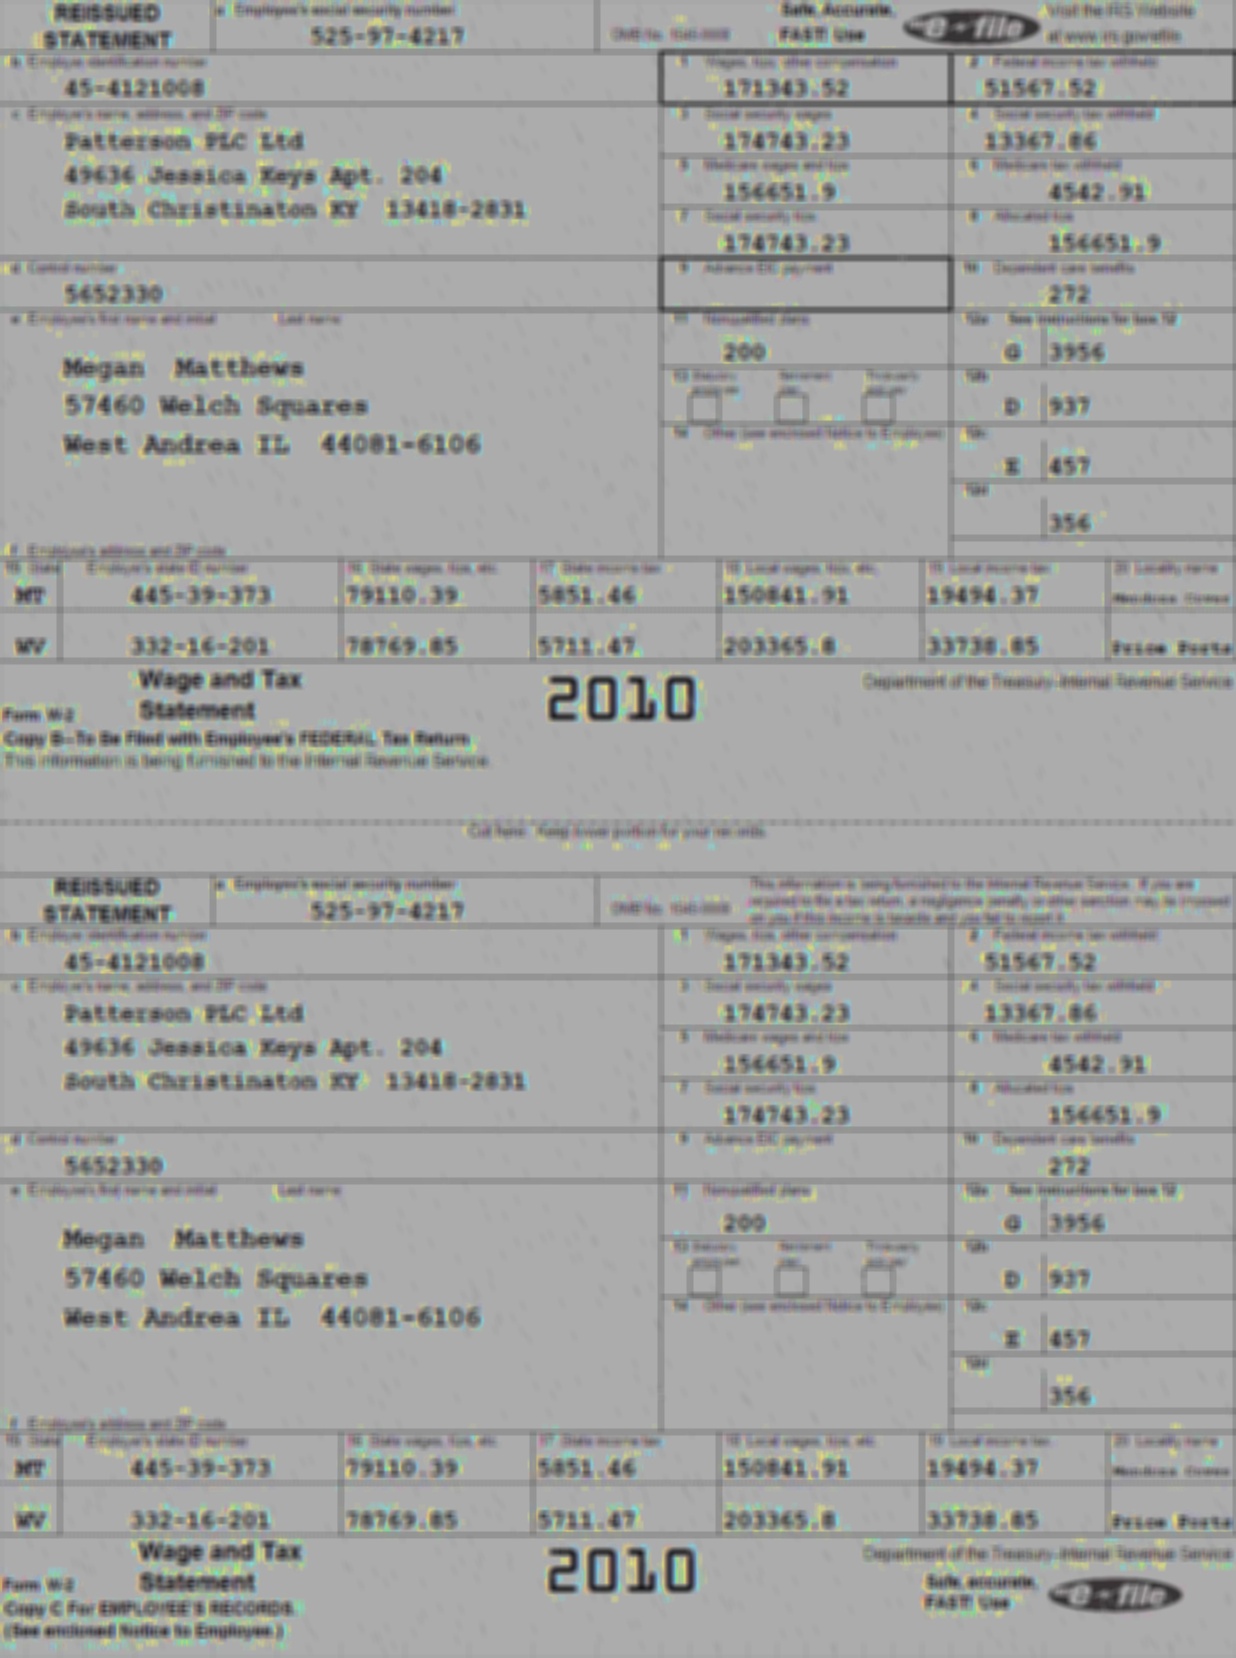 REISSUED STATEMENT
a Employee's social security number
525-97-4217
OMB No. 1545-0008
Safe, Accurate, FAST! Use
e-file
Visit the IRS Website at www.irs.gov/efile.
b Employer identification number
45-4121008
1 Wages, tips, other compensation
171343.52
2 Federal income tax withheld
51567.52
c Employer's name, address, and ZIP code
Patterson PLC Ltd
49636 Jessica Keys Apt. 204
South Christinaton KY 13418-2831
3 Social security wages
174743.23
4 Social security tax withheld
13367.86
5 Medicare wages and tips
156651.9
6 Medicare tax withheld
4542.91
7 Social security tips
174743.23
8 Allocated tips
156651.9
d Control number
5652330
9 Advance EIC payment
10 Dependent care benefits
272
e Employee's first name and initial Last name
Megan Matthews
57460 Welch Squares
West Andrea IL 44081-6106
11 Nonqualified plans
200
12a See instructions for box 12
G 3956
13 Statutory employee Retirement plan Third-party sick pay
12b
D 937
14 Other (see enclosed Notice to Employee)
12c
E 457
12d
356
f Employee's address and ZIP code
15 State Employer's state ID number 16 State wages, tips, etc. 17 State income tax 18 Local wages, tips, etc. 19 Local income tax 20 Locality name
MT 445-39-373 79110.39 5851.46 150841.91 19494.37 Mendoza
WV 332-16-201 78769.85 5711.47 203365.8 33738.85 Price Ports
Wage and Tax Statement
Form W-2
2010
Department of the Treasury-Internal Revenue Service
Copy B-To Be Filed with Employee's FEDERAL Tax Return
This information is being furnished to the Internal Revenue Service.
Cut here. Keep lower portion for your records.
REISSUED STATEMENT
a Employee's social security number
525-97-4217
OMB No. 1545-0008
This information is being furnished to the Internal Revenue Service. If you are
required to file a tax return, a negligence penalty or other sanction may be imposed
on you if this income is taxable and you fail to report it.
b Employer identification number
45-4121008
1 Wages, tips, other compensation
171343.52
2 Federal income tax withheld
51567.52
c Employer's name, address, and ZIP code
Patterson PLC Ltd
49636 Jessica Keys Apt. 204
South Christinaton KY 13418-2831
3 Social security wages
174743.23
4 Social security tax withheld
13367.86
5 Medicare wages and tips
156651.9
6 Medicare tax withheld
4542.91
7 Social security tips
174743.23
8 Allocated tips
156651.9
d Control number
5652330
9 Advance EIC payment
10 Dependent care benefits
272
e Employee's first name and initial Last name
Megan Matthews
57460 Welch Squares
West Andrea IL 44081-6106
11 Nonqualified plans
200
12a See instructions for box 12
G 3956
13 Statutory employee Retirement plan Third-party sick pay
12b
D 937
14 Other (see enclosed Notice to Employee)
12c
E 457
12d
356
f Employee's address and ZIP code
15 State Employer's state ID number 16 State wages, tips, etc. 17 State income tax 18 Local wages, tips, etc. 19 Local income tax 20 Locality name
MT 445-39-373 79110.39 5851.46 150841.91 19494.37 Mendoza
WV 332-16-201 78769.85 5711.47 203365.8 33738.85 Price Ports
Wage and Tax Statement
Form W-2
2010
Department of the Treasury-Internal Revenue Service
Copy C For EMPLOYEE'S RECORDS.
(See enclosed Notice to Employee.)
Safe, accurate, FAST! Use
e-file